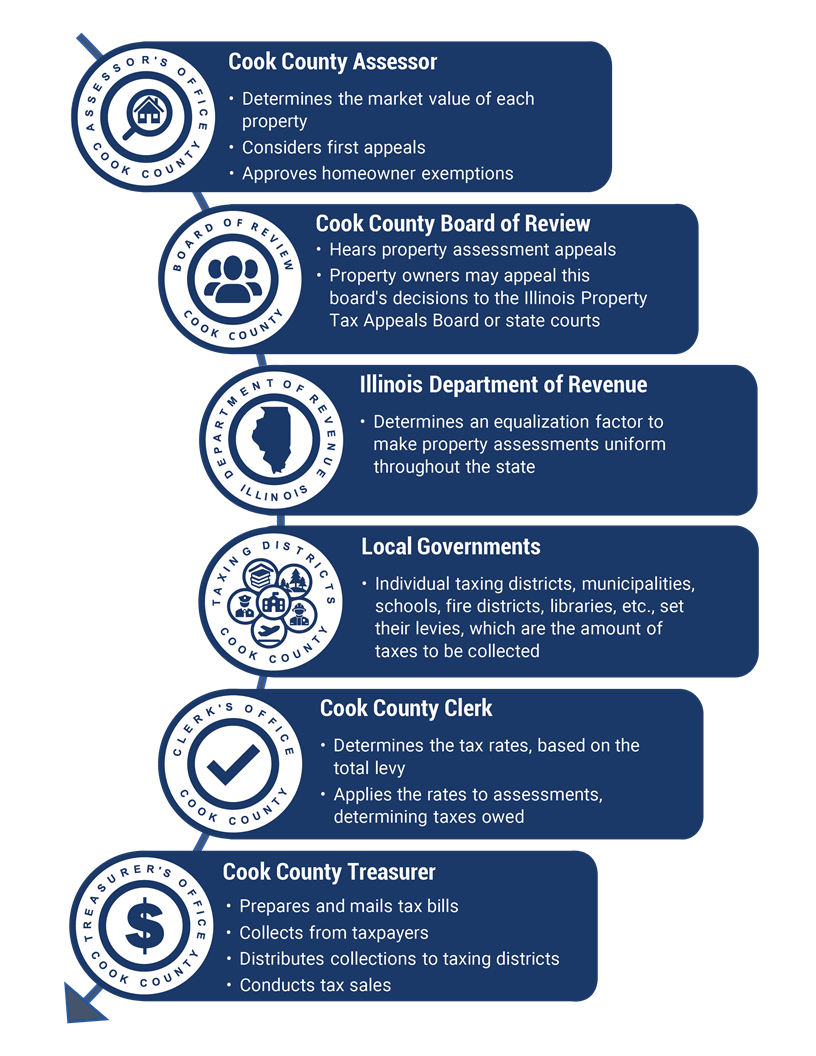 ASSESSOR'S OFFICE
COOK COUNTY
Cook County Assessor
• Determines the market value of each
property
• Considers first appeals
• Approves homeowner exemptions
BOARD OF REVIEW
COOK COUNTY
Cook County Board of Review
• Hears property assessment appeals
• Property owners may appeal this
board's decisions to the Illinois Property
Tax Appeals Board or state courts
DEPARTMENT OF REVENUE
ILLINOIS
Illinois Department of Revenue
• Determines an equalization factor to
make property assessments uniform
throughout the state
TAXING DISTRICTS
COOK COUNTY
Local Governments
• Individual taxing districts, municipalities,
schools, fire districts, libraries, etc., set
their levies, which are the amount of
taxes to be collected
CLERK'S OFFICE
COOK COUNTY
Cook County Clerk
• Determines the tax rates, based on the
total levy
• Applies the rates to assessments,
determining taxes owed
TREASURER'S OFFICE
COOK COUNTY
$
Cook County Treasurer
• Prepares and mails tax bills
• Collects from taxpayers
• Distributes collections to taxing districts
• Conducts tax sales